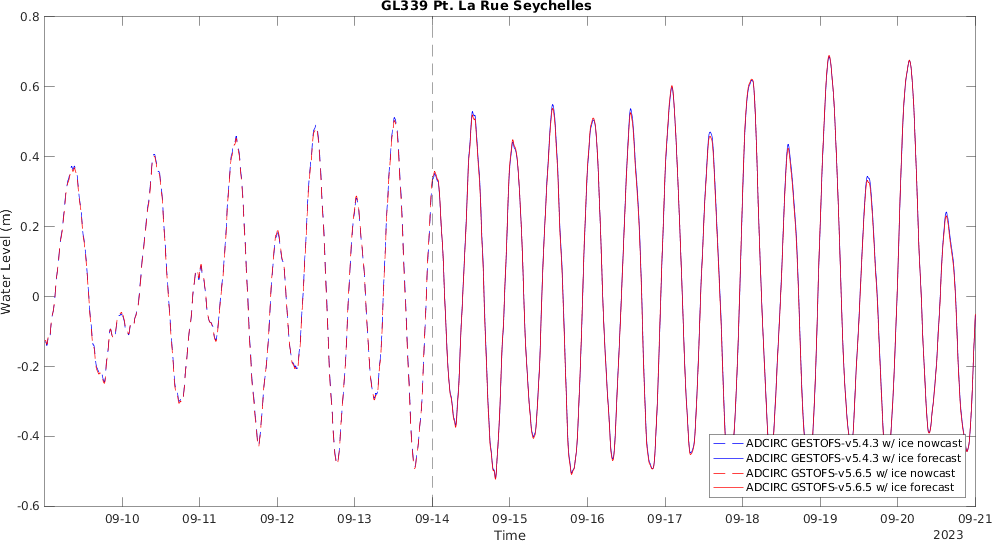 GL339 Pt. La Rue Seychelles
Water Level (m)
0.8
0.6
0.4
0.2
0
-0.2
-0.4
-0.6
ADCIRC GESTOFS-v5.4.3 w/ ice nowcast
ADCIRC GESTOFS-v5.4.3 w/ ice forecast
ADCIRC GSTOFS-v5.6.5 w/ ice nowcast
ADCIRC GSTOFS-v5.6.5 w/ ice forecast
09-10 09-11 09-12 09-13 09-14 09-15 09-16 09-17 09-18 09-19 09-20 09-21
Time
2023